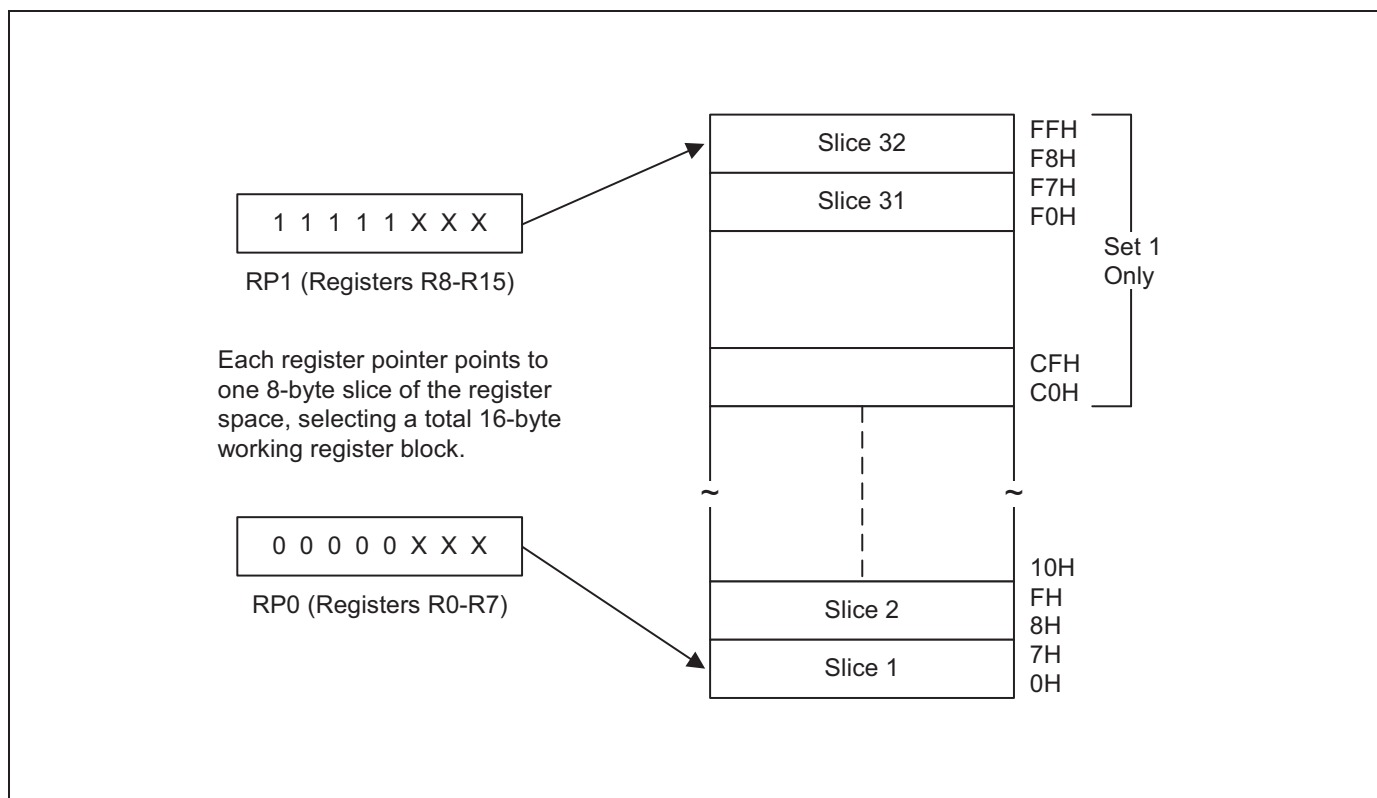 Slice 32
FFH
F8H
Slice 31
F7H
F0H
Set 1
Only
1 1 1 1 1 X X X
RP1 (Registers R8-R15)
Each register pointer points to
one 8-byte slice of the register
space, selecting a total 16-byte
working register block.
CFH
C0H
~ ~
0 0 0 0 0 X X X
RP0 (Registers R0-R7)
10H
Slice 2
FH
8H
Slice 1
7H
0H